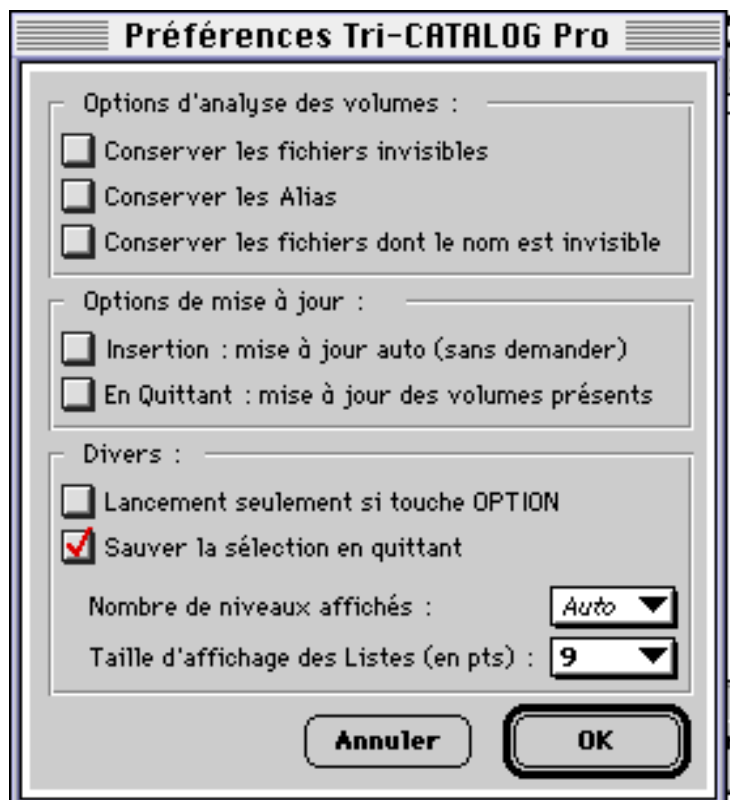 Préférences Tri-CATALOG Pro
Options d'analyse des volumes :
Conserver les fichiers invisibles
Conserver les Alias
Conserver les fichiers dont le nom est invisible
Options de mise à jour :
Insertion : mise à jour auto (sans demander)
En Quittant : mise à jour des volumes présents
Divers :
Lancement seulement si touche OPTION
Sauver la sélection en quittant
Nombre de niveaux affichés : Auto
Taille d'affichage des Listes (en pts) : 9
Annuler OK